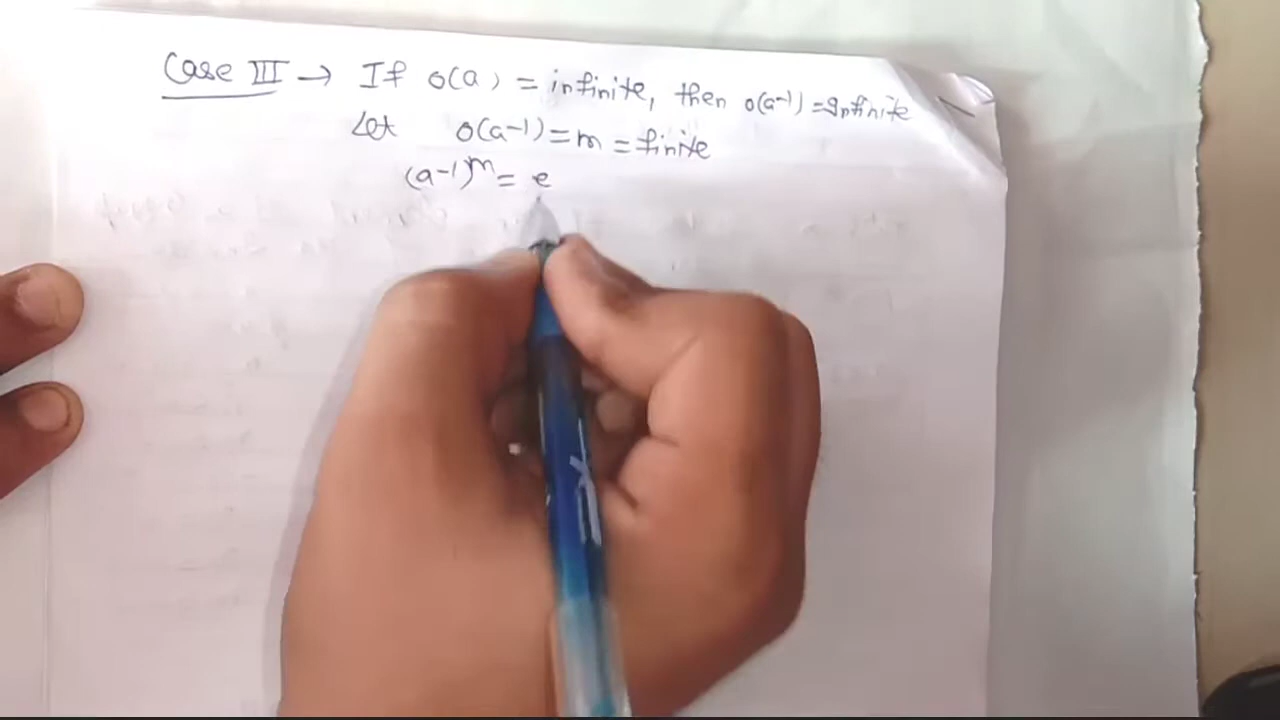 Case III → If o(a) = infinite, then o(a-1) = Infinite
Let o(a-1) = m = finite
(a-1)^m = e